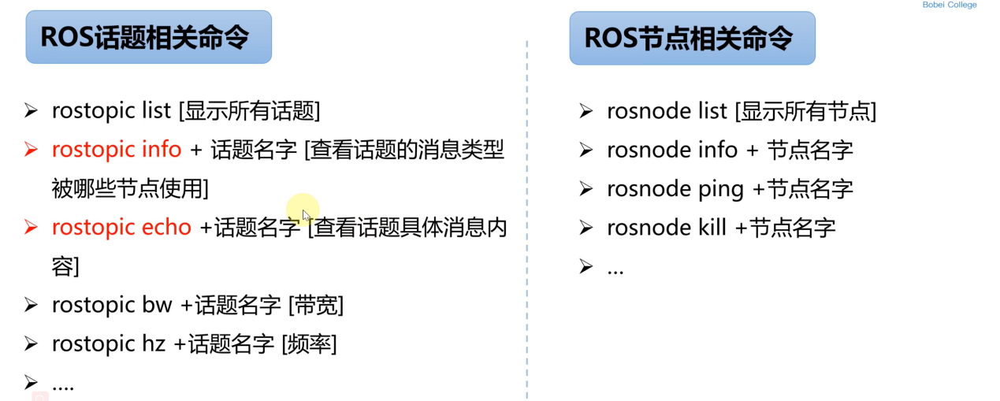 Bobei College
ROS话题相关命令
rostopic list [显示所有话题]
rostopic info + 话题名字 [查看话题的消息类型
被哪些节点使用]
rostopic echo +话题名字 [查看话题具体消息内
容]
rostopic bw +话题名字 [带宽]
rostopic hz +话题名字 [频率]
....
ROS节点相关命令
rosnode list [显示所有节点]
rosnode info + 节点名字
rosnode ping +节点名字
rosnode kill +节点名字
...